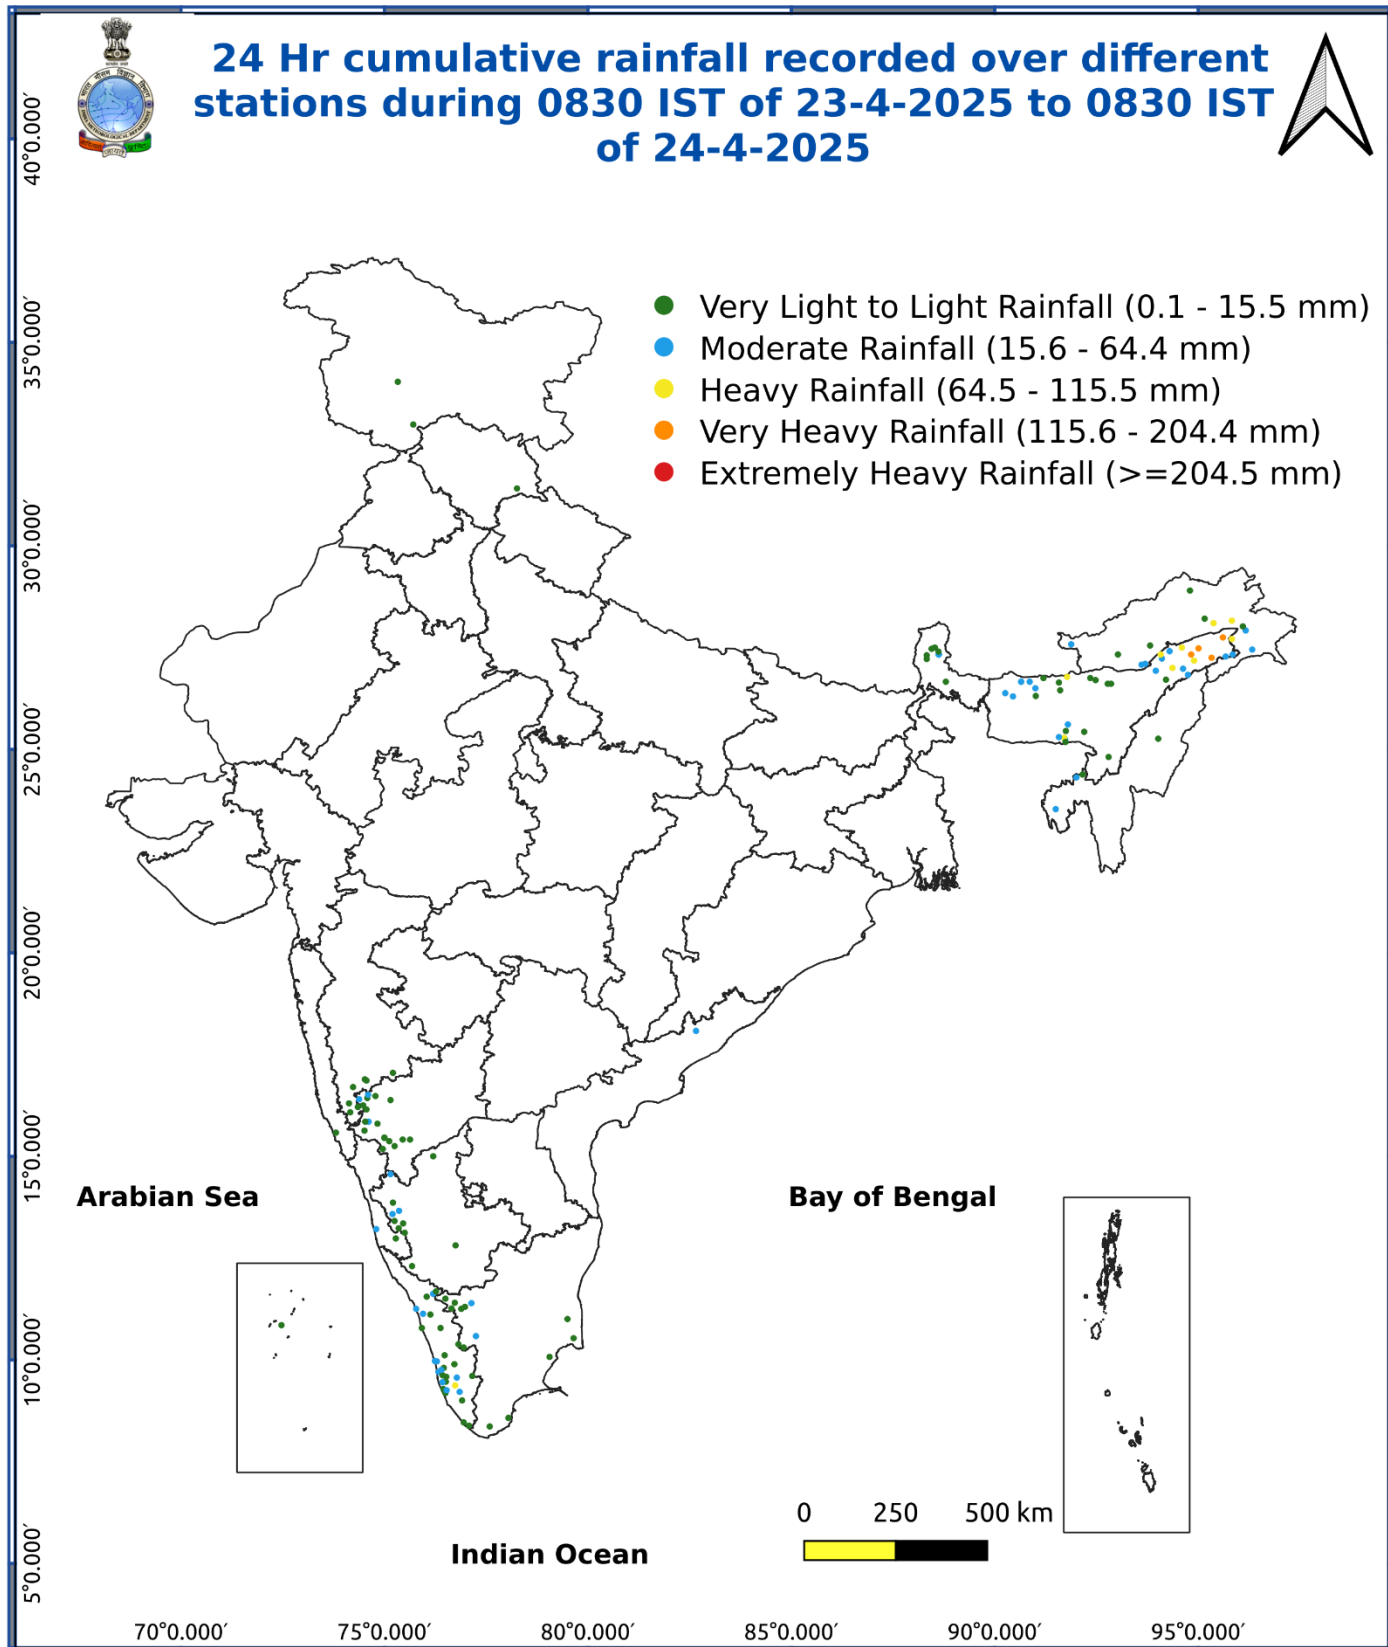 24 Hr cumulative rainfall recorded over different
stations during 0830 IST of 23-4-2025 to 0830 IST
of 24-4-2025
Very Light to Light Rainfall (0.1 - 15.5 mm)
Moderate Rainfall (15.6 - 64.4 mm)
Heavy Rainfall (64.5 - 115.5 mm)
Very Heavy Rainfall (115.6 - 204.4 mm)
Extremely Heavy Rainfall (>=204.5 mm)
40°0.000′
35°0.000′
30°0.000′
25°0.000′
20°0.000′
15°0.000′
10°0.000′
5°0.000′
Arabian Sea
Bay of Bengal
Indian Ocean
0 250 500 km
70°0.000′ 75°0.000′ 80°0.000′ 85°0.000′ 90°0.000′ 95°0.000′